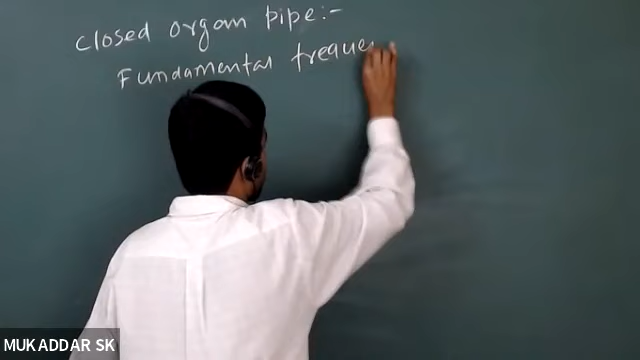 closed organ pipe:-
Fundamental freque
MUKADDAR SK